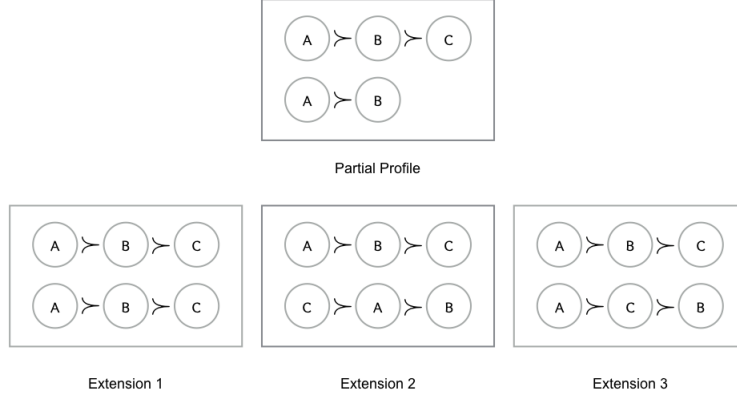 A ≻ B ≻ C
A ≻ B
Partial Profile
A ≻ B ≻ C
A ≻ B ≻ C
Extension 1
A ≻ B ≻ C
C ≻ A ≻ B
Extension 2
A ≻ B ≻ C
A ≻ C ≻ B
Extension 3